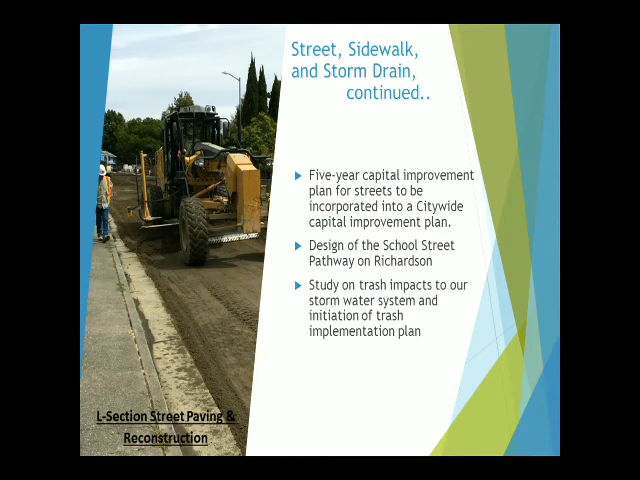 Street, Sidewalk,
and Storm Drain,
continued..
Five-year capital improvement
plan for streets to be
incorporated into a Citywide
capital improvement plan.
Design of the School Street
Pathway on Richardson
Study on trash impacts to our
storm water system and
initiation of trash
implementation plan
L-Section Street Paving &
Reconstruction